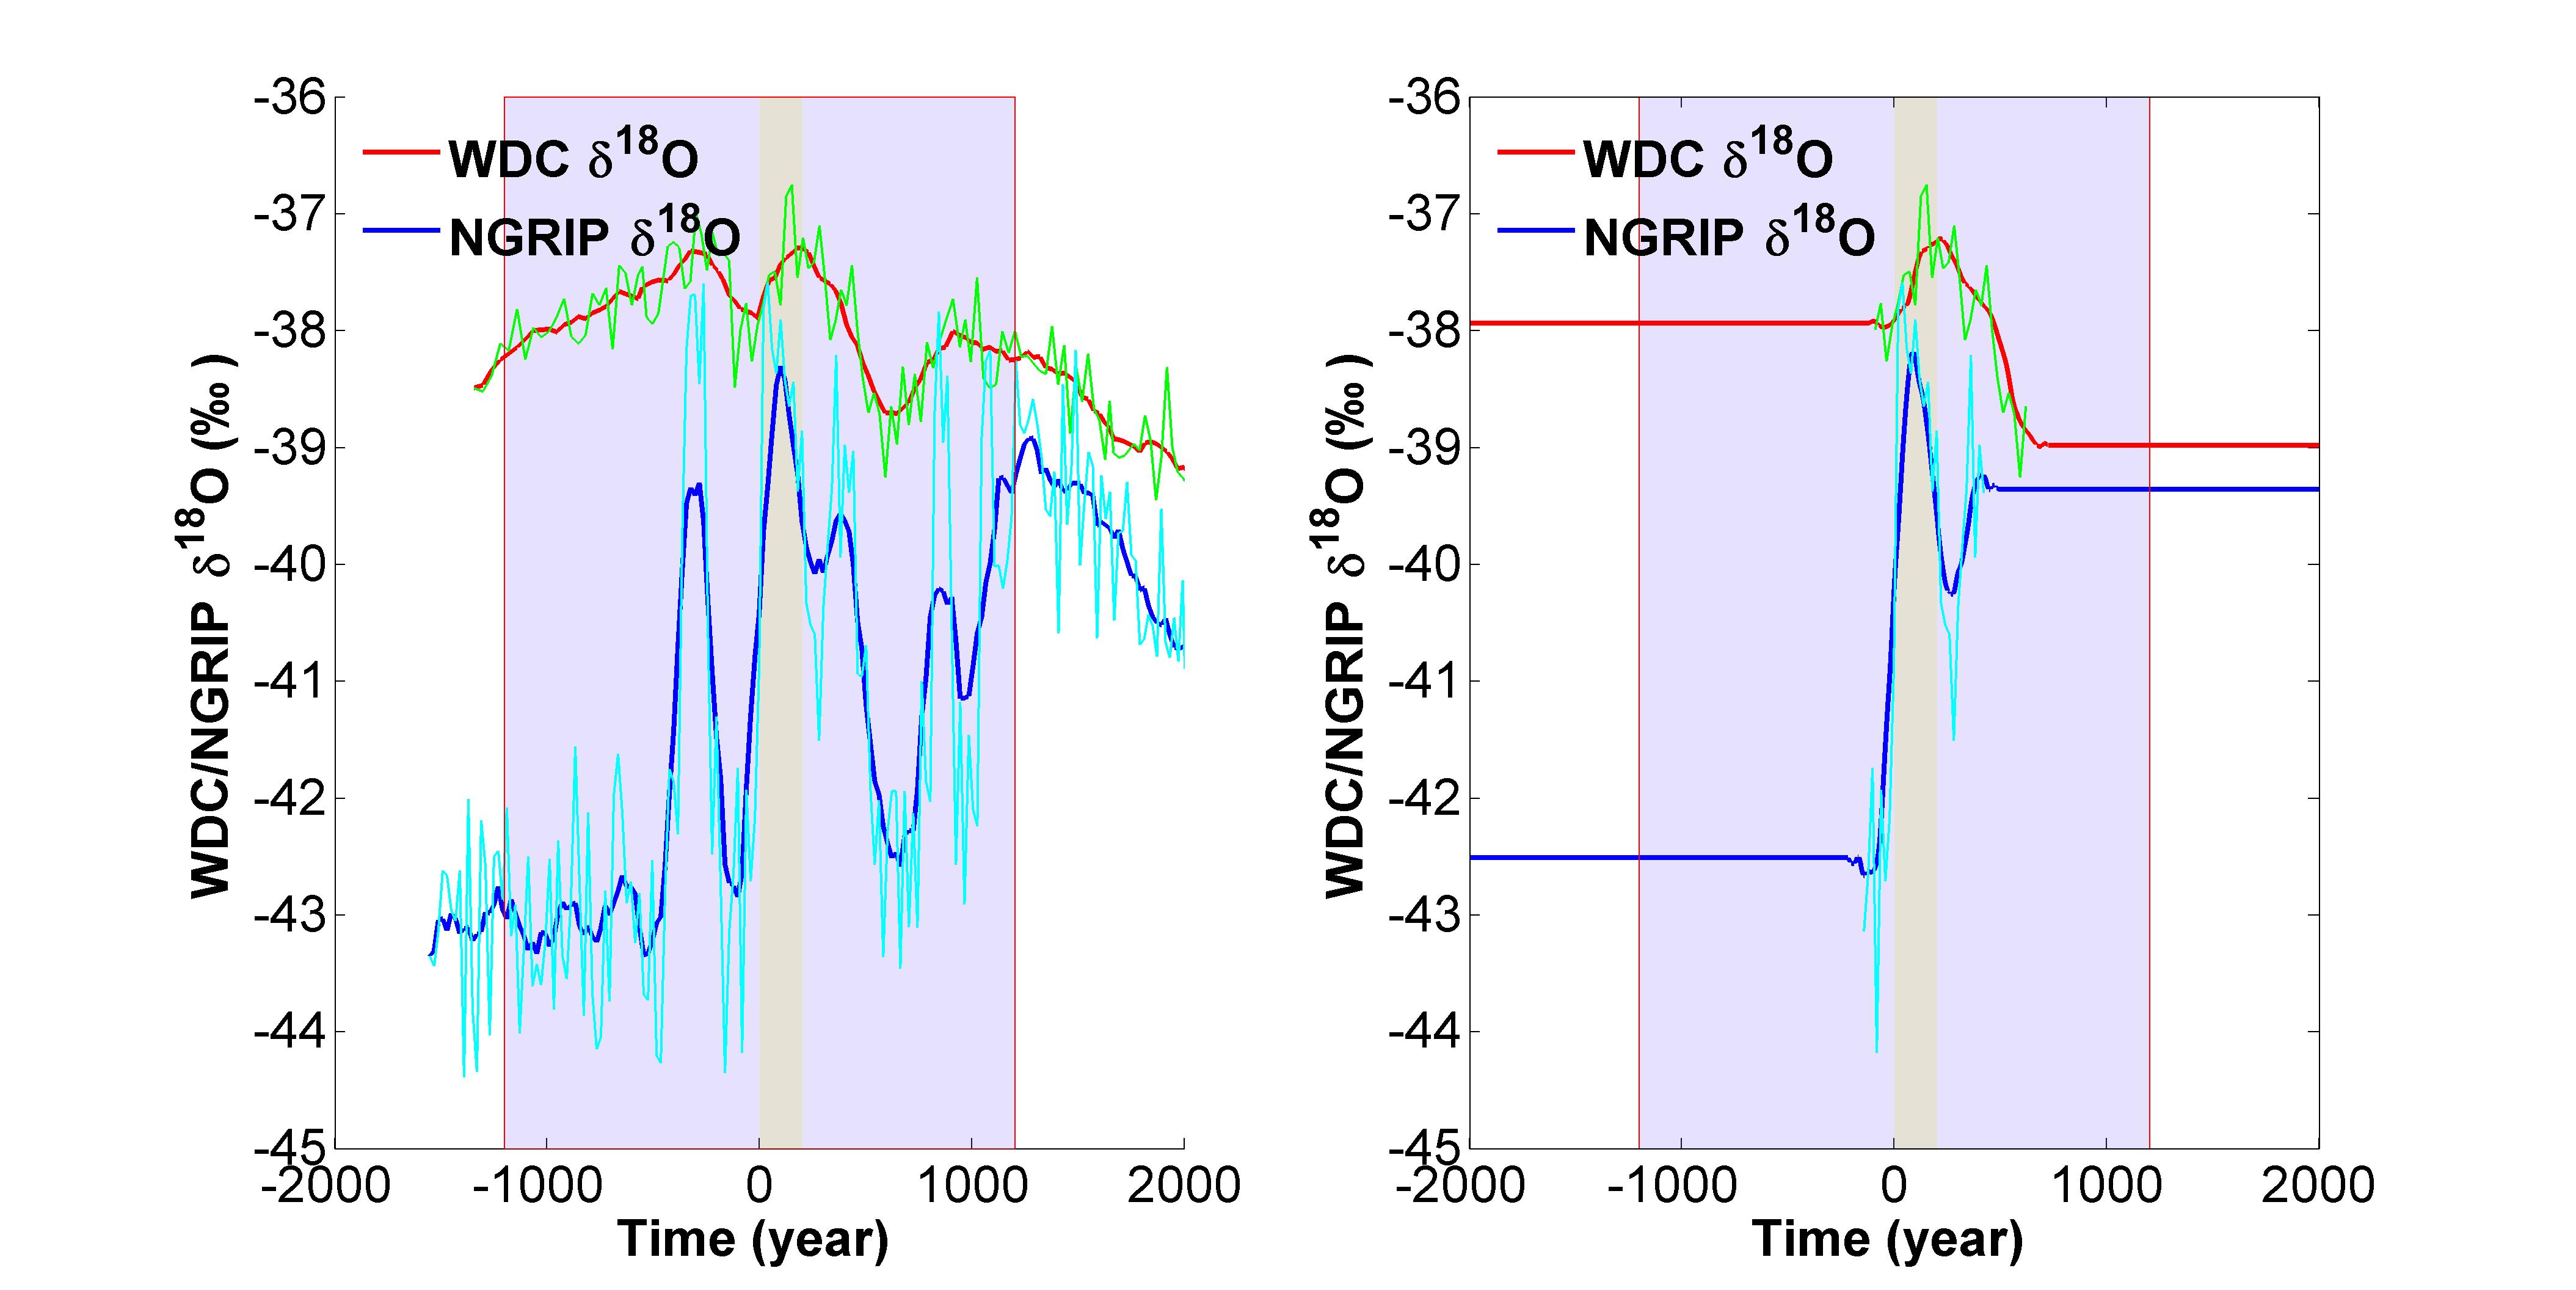 -36
-37
-38
-39
-40
-41
-42
-43
-44
-45
-2000 -1000 0 1000 2000
Time (year)
WDC/NGRIP δ18O (‰ )
WDC δ18O
NGRIP δ18O
-36
-37
-38
-39
-40
-41
-42
-43
-44
-45
-2000 -1000 0 1000 2000
Time (year)
WDC/NGRIP δ18O (‰ )
WDC δ18O
NGRIP δ18O